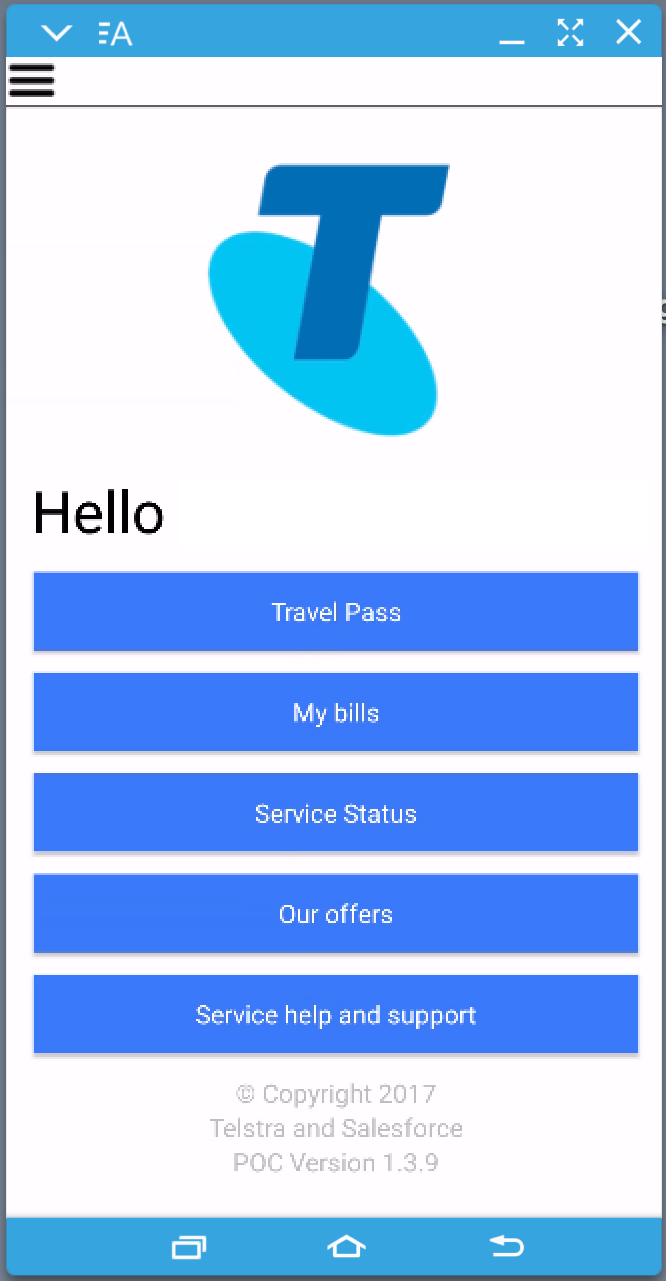 A
T
Hello
Travel Pass
My bills
Service Status
Our offers
Service help and support
© Copyright 2017
Telstra and Salesforce
POC Version 1.3.9